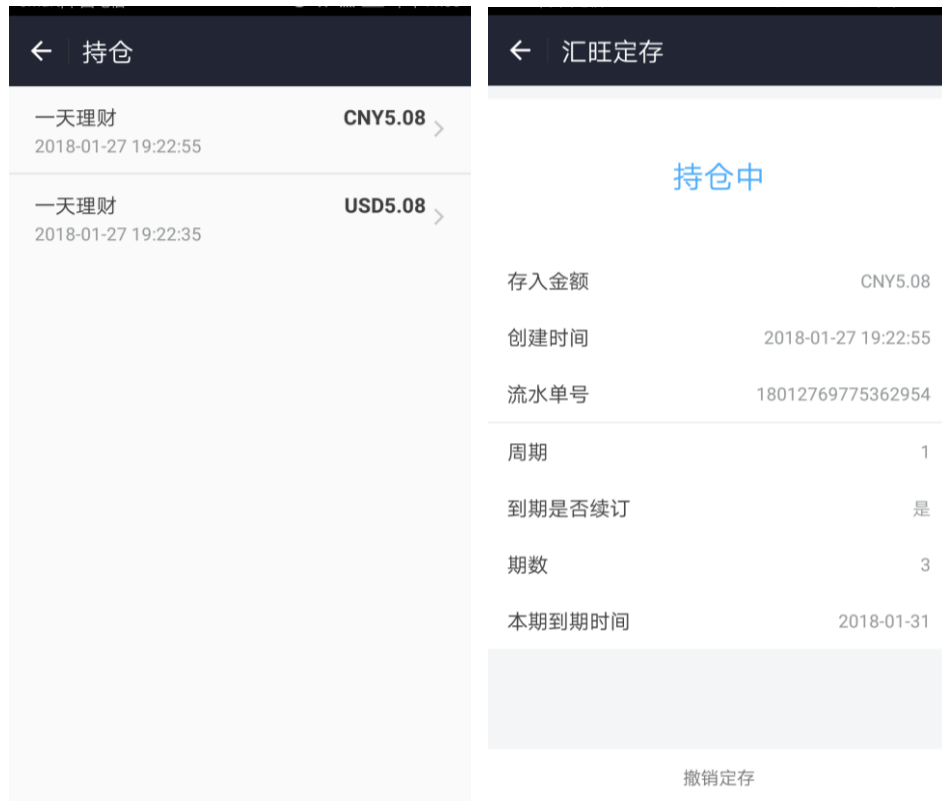 持仓
一天理财
CNY5.08
2018-01-27 19:22:55
一天理财
USD5.08
2018-01-27 19:22:35
汇旺定存
持仓中
存入金额 CNY5.08
创建时间 2018-01-27 19:22:55
流水单号 18012769775362954
周期 1
到期是否续订 是
期数 3
本期到期时间 2018-01-31
撤销定存